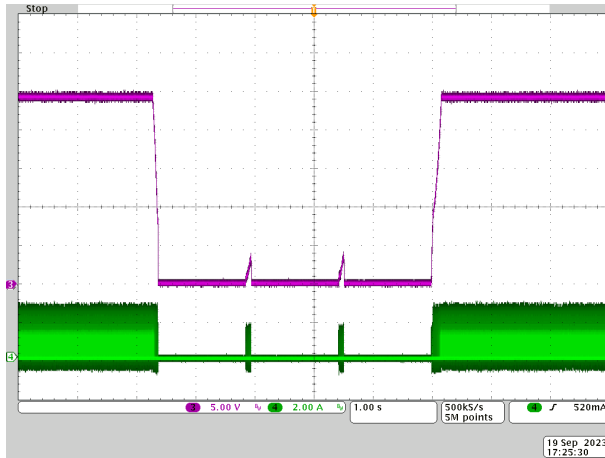 Stop
3
4
3 5.00 V 4 2.00 A
1.00 s
500kS/s
5M points
4 520mA
19 Sep 2023
17:25:30